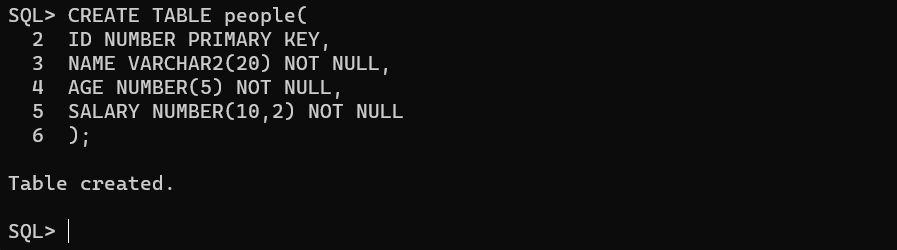 SQL> CREATE TABLE people(
  2  ID NUMBER PRIMARY KEY,
  3  NAME VARCHAR2(20) NOT NULL,
  4  AGE NUMBER(5) NOT NULL,
  5  SALARY NUMBER(10,2) NOT NULL
  6  );
Table created.
SQL>